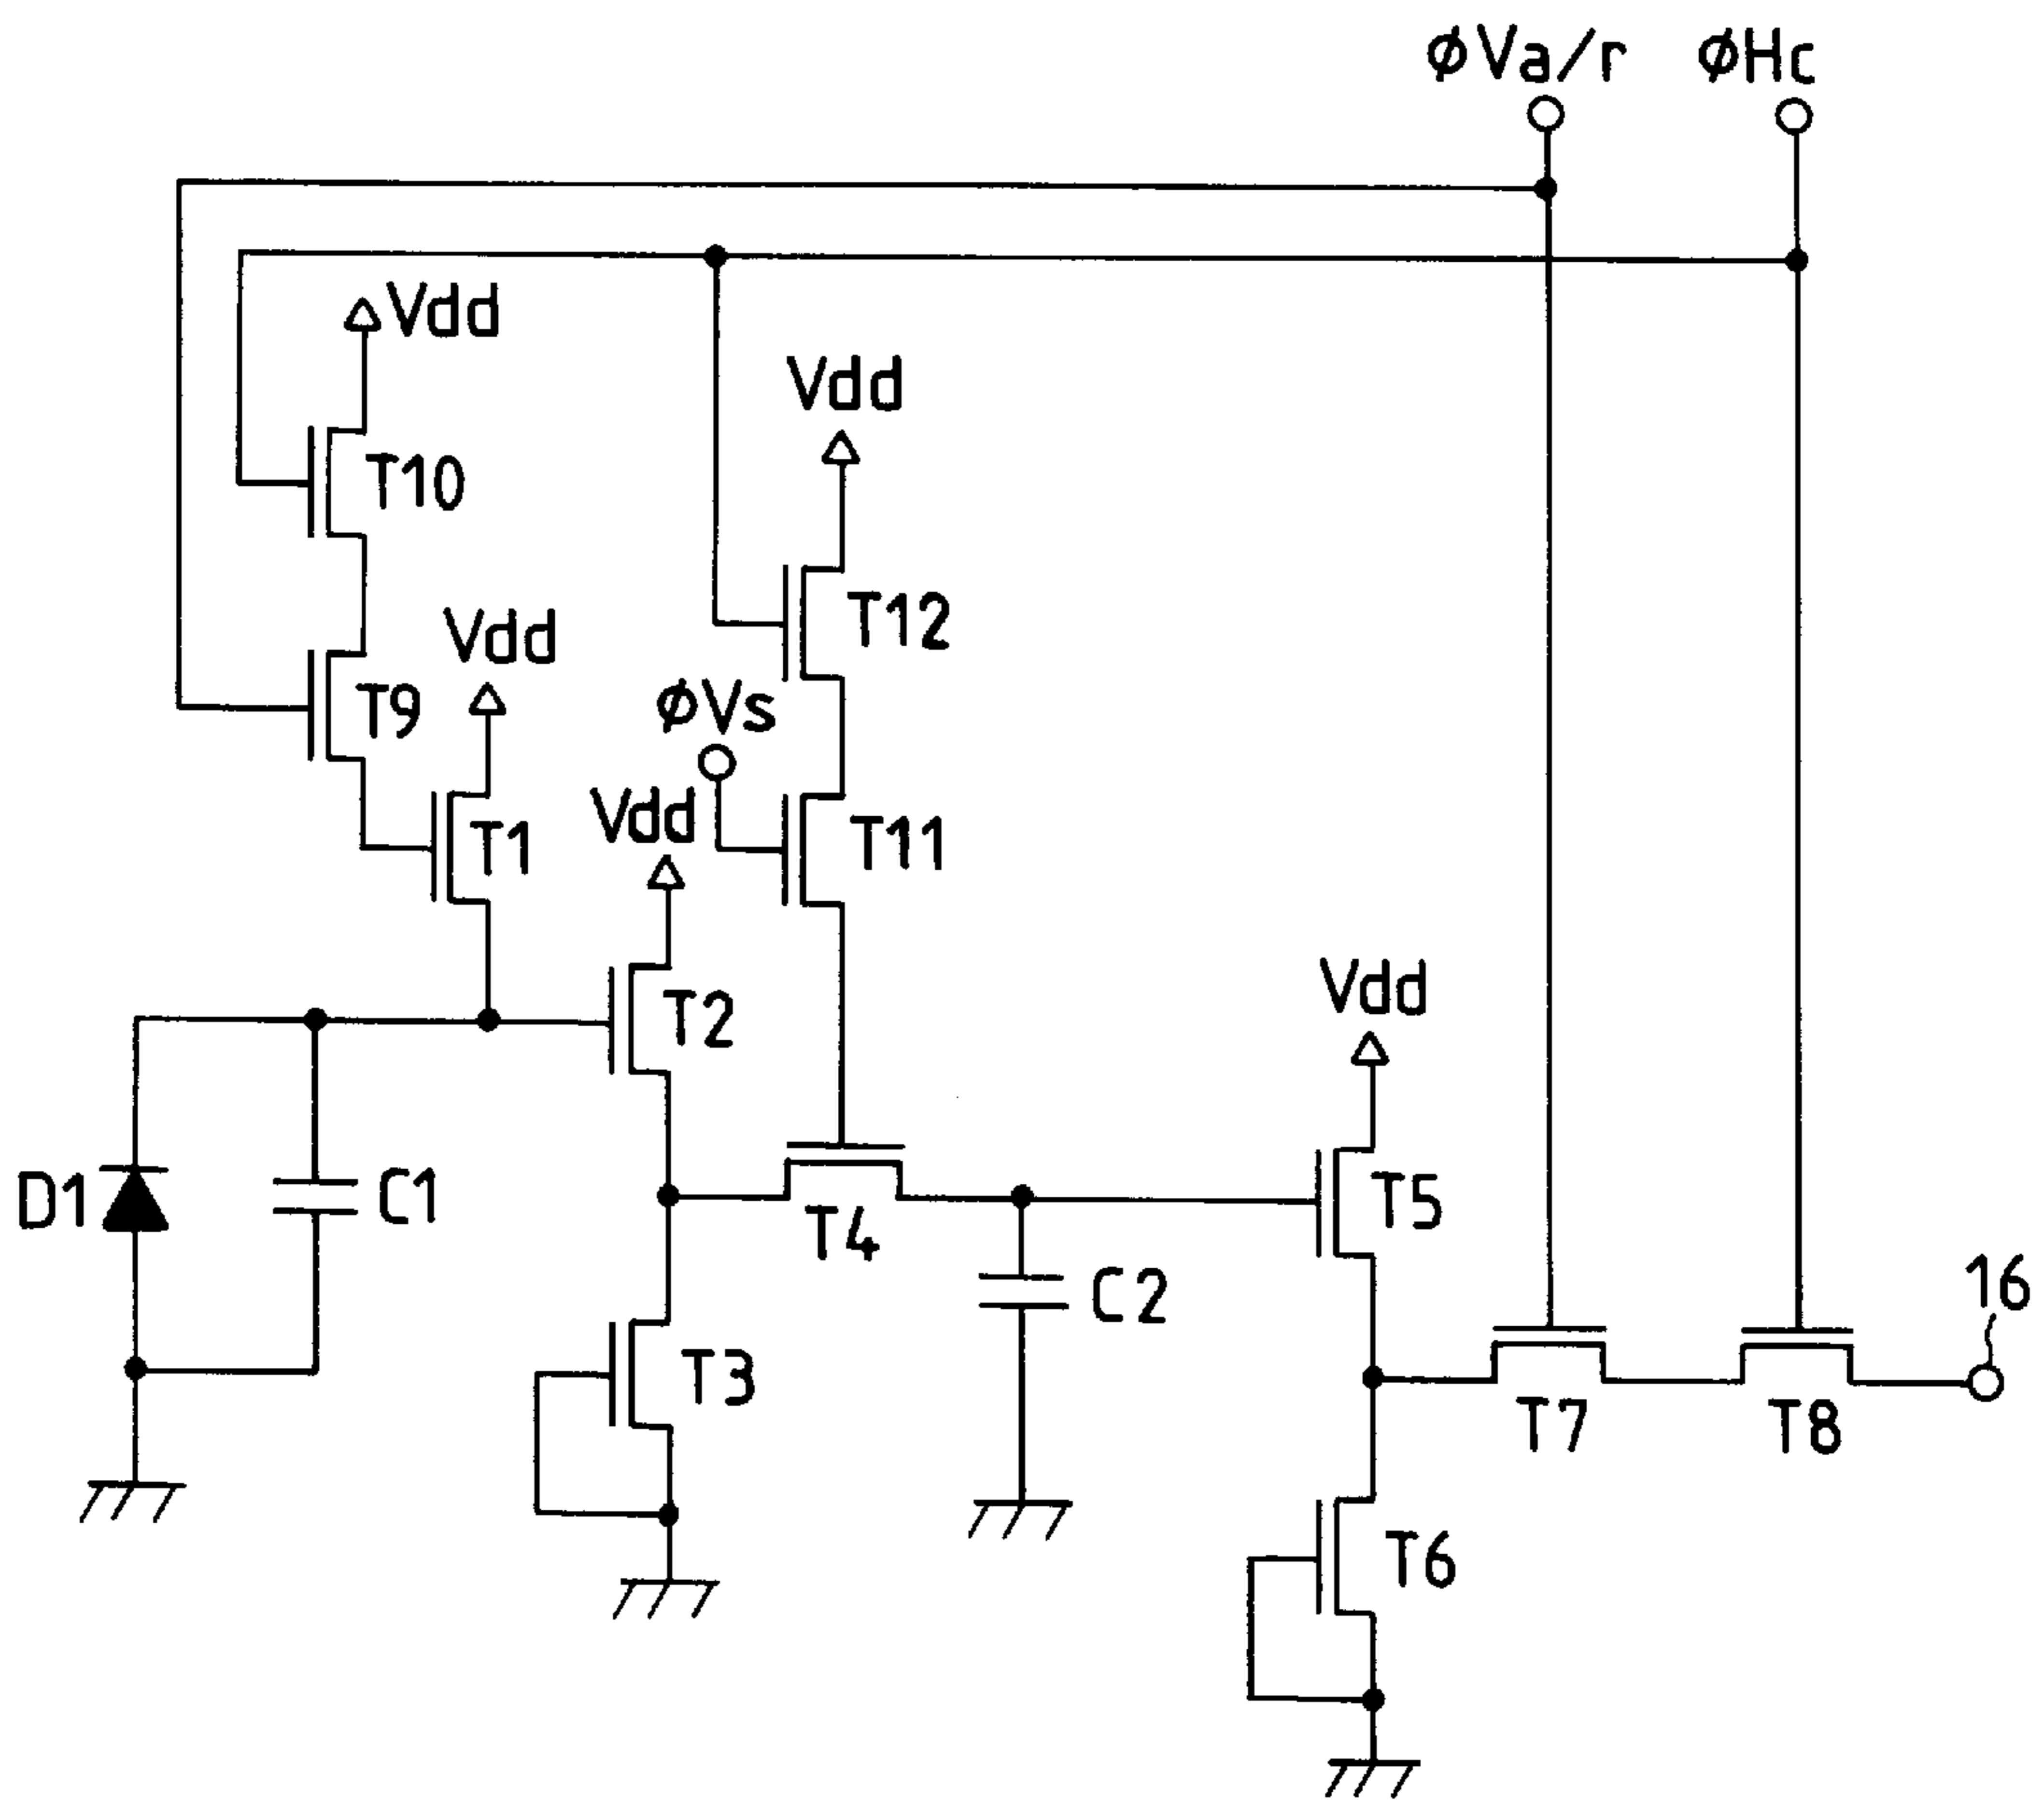 φVa/r
φHc
Vdd
Vdd
T10
T12
Vdd
φVs
T9
Vdd
T1
T11
Vdd
T2
D1
C1
T4
T5
C2
16
T3
T7
T8
T6